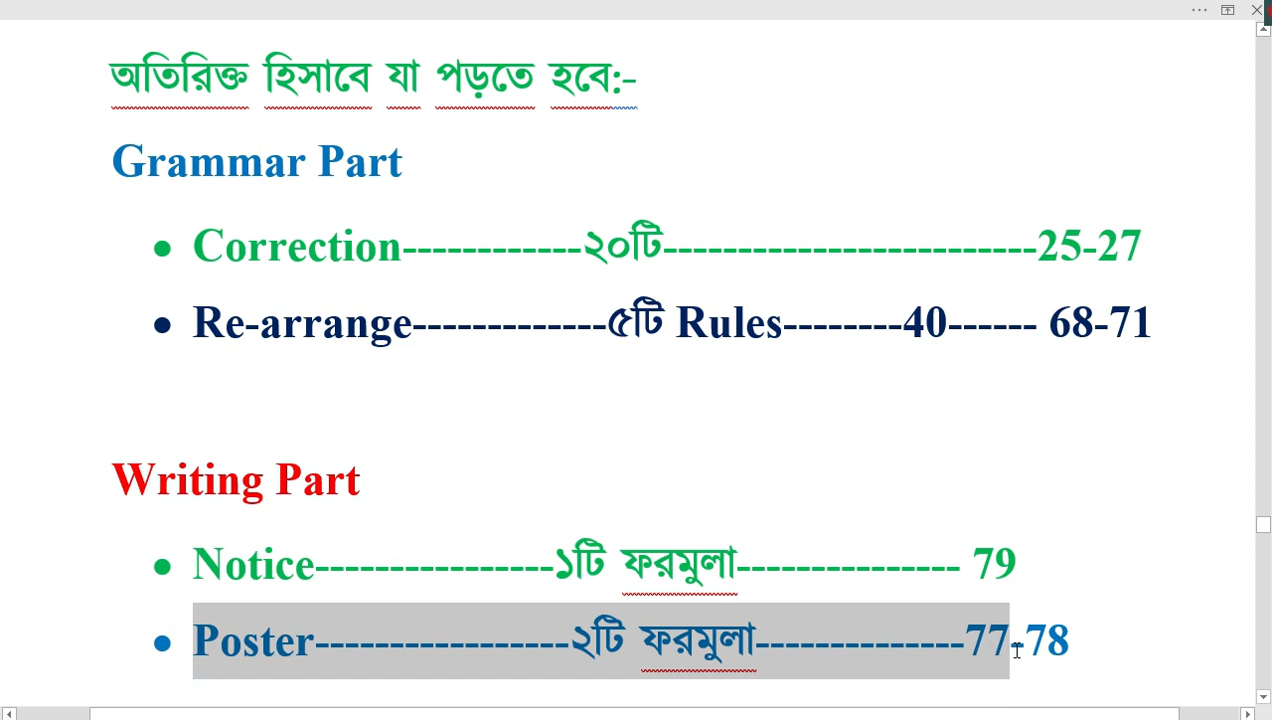 অতিরিক্ত হিসাবে যা পড়তে হবে:-
Grammar Part
• Correction------------২০টি-------------------------25-27
• Re-arrange-------------৫টি Rules--------40------ 68-71
Writing Part
• Notice----------------১টি ফরমুলা--------------- 79
• Poster-----------------২টি ফরমুলা--------------77-78